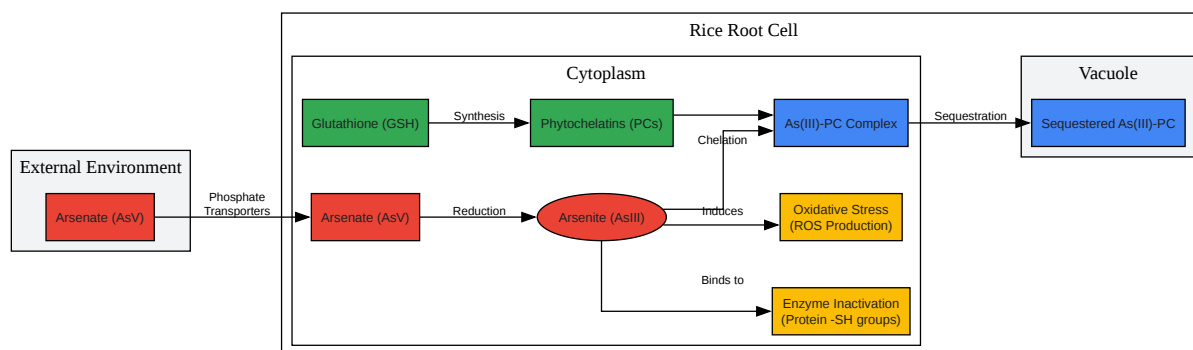 Rice Root Cell
Cytoplasm
Vacuole
Glutathione (GSH)
Synthesis
Phytochelatins (PCs)
As(III)-PC Complex
Sequestration
Sequestered As(III)-PC
Chelation
External Environment
Arsenate (AsV)
Phosphate
Transporters
Arsenate (AsV)
Reduction
Arsenite (AsIII)
Induces
Oxidative Stress
(ROS Production)
Binds to
Enzyme Inactivation
(Protein -SH groups)